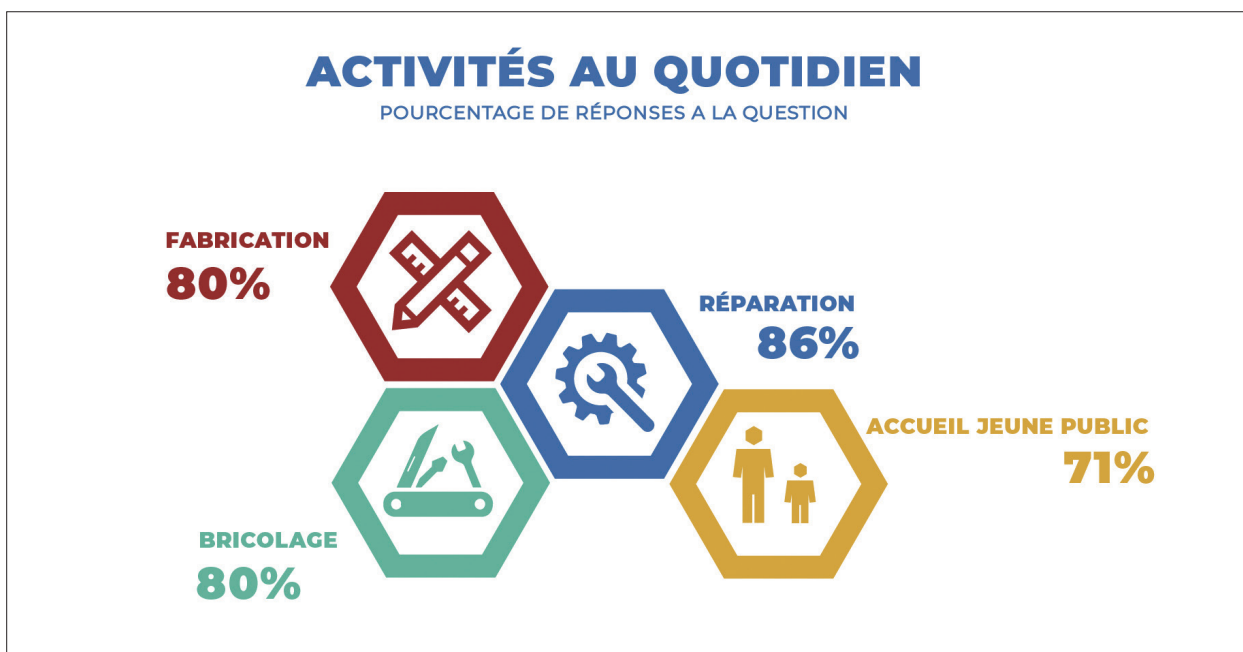 ACTIVITÉS AU QUOTIDIEN
POURCENTAGE DE RÉPONSES A LA QUESTION
FABRICATION
80%
RÉPARATION
86%
ACCUEIL JEUNE PUBLIC
71%
BRICOLAGE
80%